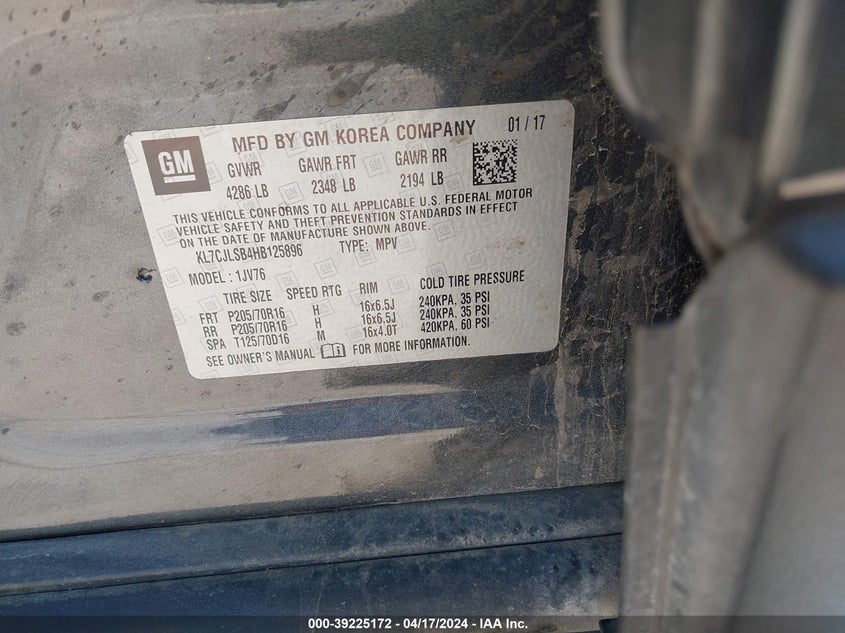 MFD BY GM KOREA COMPANY 01 / 17
GM
GVWR GAWR FRT GAWR RR
4286 LB 2348 LB 2194 LB
THIS VEHICLE CONFORMS TO ALL APPLICABLE U.S. FEDERAL MOTOR
VEHICLE SAFETY AND THEFT PREVENTION STANDARDS IN EFFECT
ON THE DATE OF MANUFACTURE SHOWN ABOVE.
KL7CJLSB4HB125896 TYPE: MPV
MODEL : 1JV76
TIRE SIZE SPEED RTG RIM COLD TIRE PRESSURE
FRT P205/70R16 H 16x6.5J 240KPA, 35 PSI
RR P205/70R16 H 16x6.5J 240KPA, 35 PSI
SPA T125/70D16 M 16x4.0T 420KPA, 60 PSI
SEE OWNER'S MANUAL FOR MORE INFORMATION.
000-39225172 - 04/17/2024 - IAA Inc.